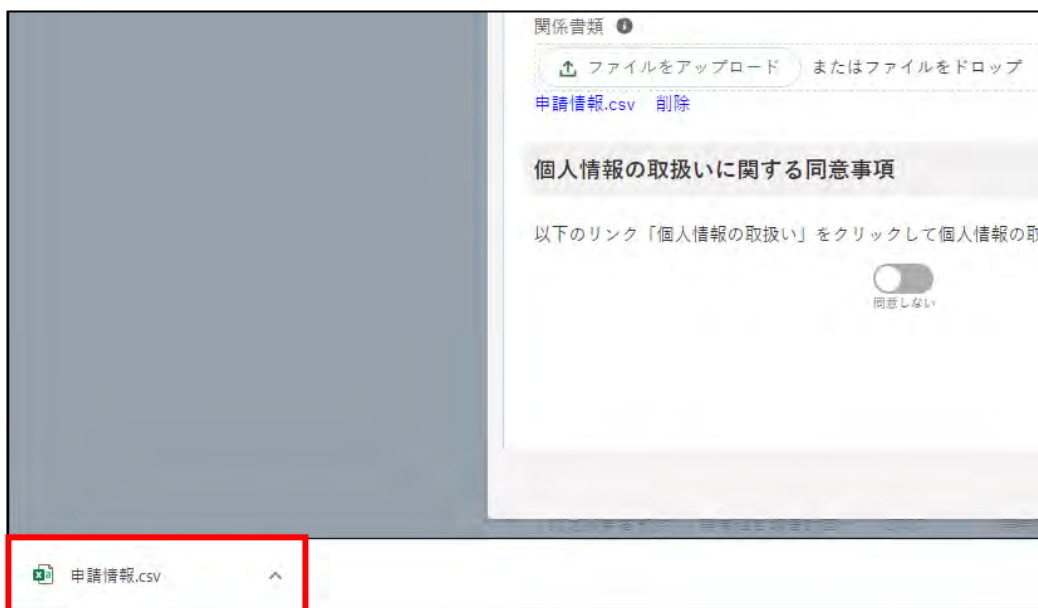 関係書類
ファイルをアップロード またはファイルをドロップ
申請情報.csv 削除
個人情報の取扱いに関する同意事項
以下のリンク「個人情報の取扱い」をクリックして個人情報の取
同意しない
申請情報.csv